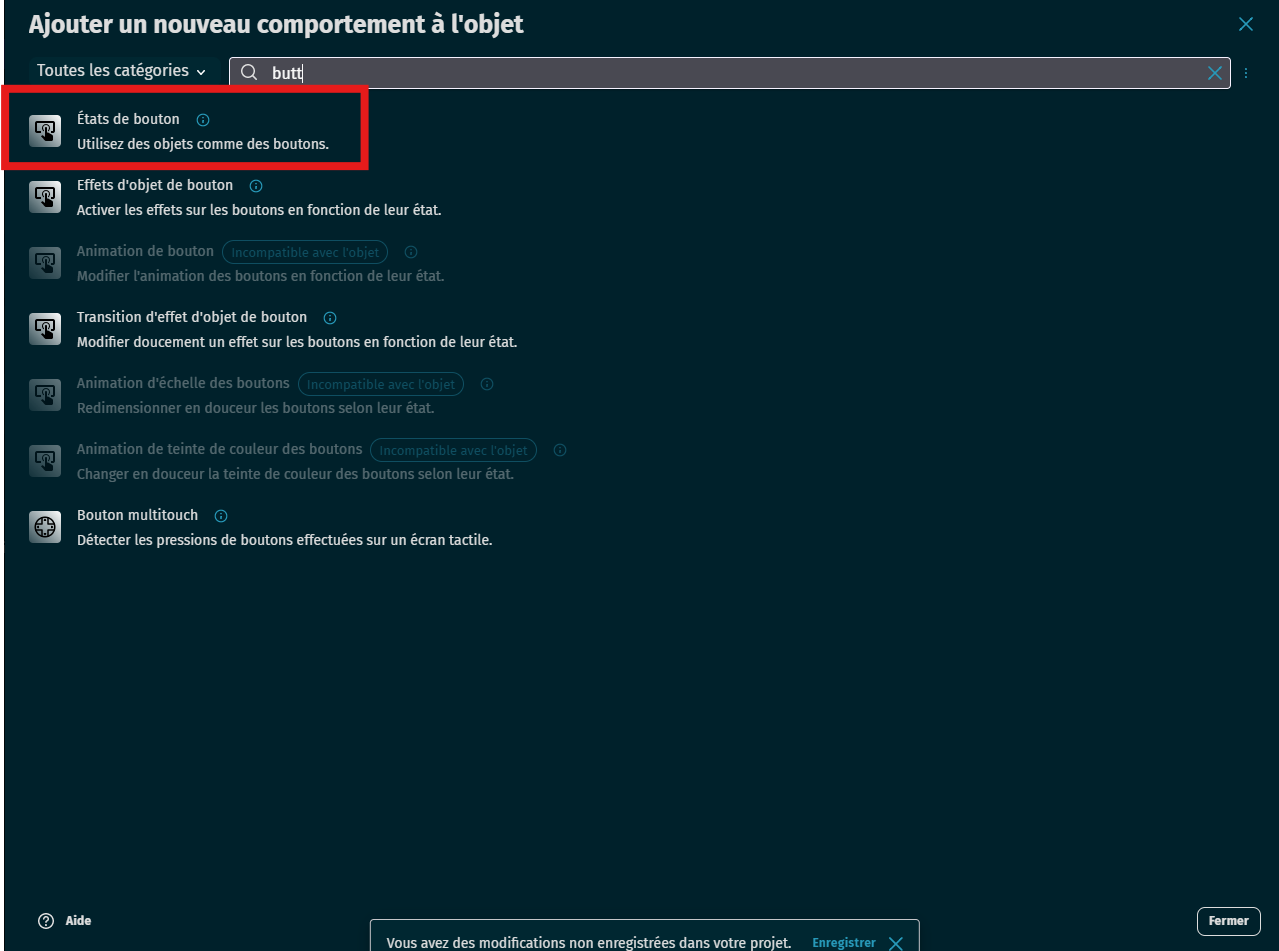 Ajouter un nouveau comportement à l'objet
Toutes les catégories
butt
États de bouton
Utilisez des objets comme des boutons.
Effets d'objet de bouton
Activer les effets sur les boutons en fonction de leur état.
Animation de bouton Incompatible avec l'objet
Modifier l'animation des boutons en fonction de leur état.
Transition d'effet d'objet de bouton
Modifier doucement un effet sur les boutons en fonction de leur état.
Animation d'échelle des boutons Incompatible avec l'objet
Redimensionner en douceur les boutons selon leur état.
Animation de teinte de couleur des boutons Incompatible avec l'objet
Changer en douceur la teinte de couleur des boutons selon leur état.
Bouton multitouch
Détecter les pressions de boutons effectuées sur un écran tactile.
Aide
Fermer
Vous avez des modifications non enregistrées dans votre projet. Enregistrer